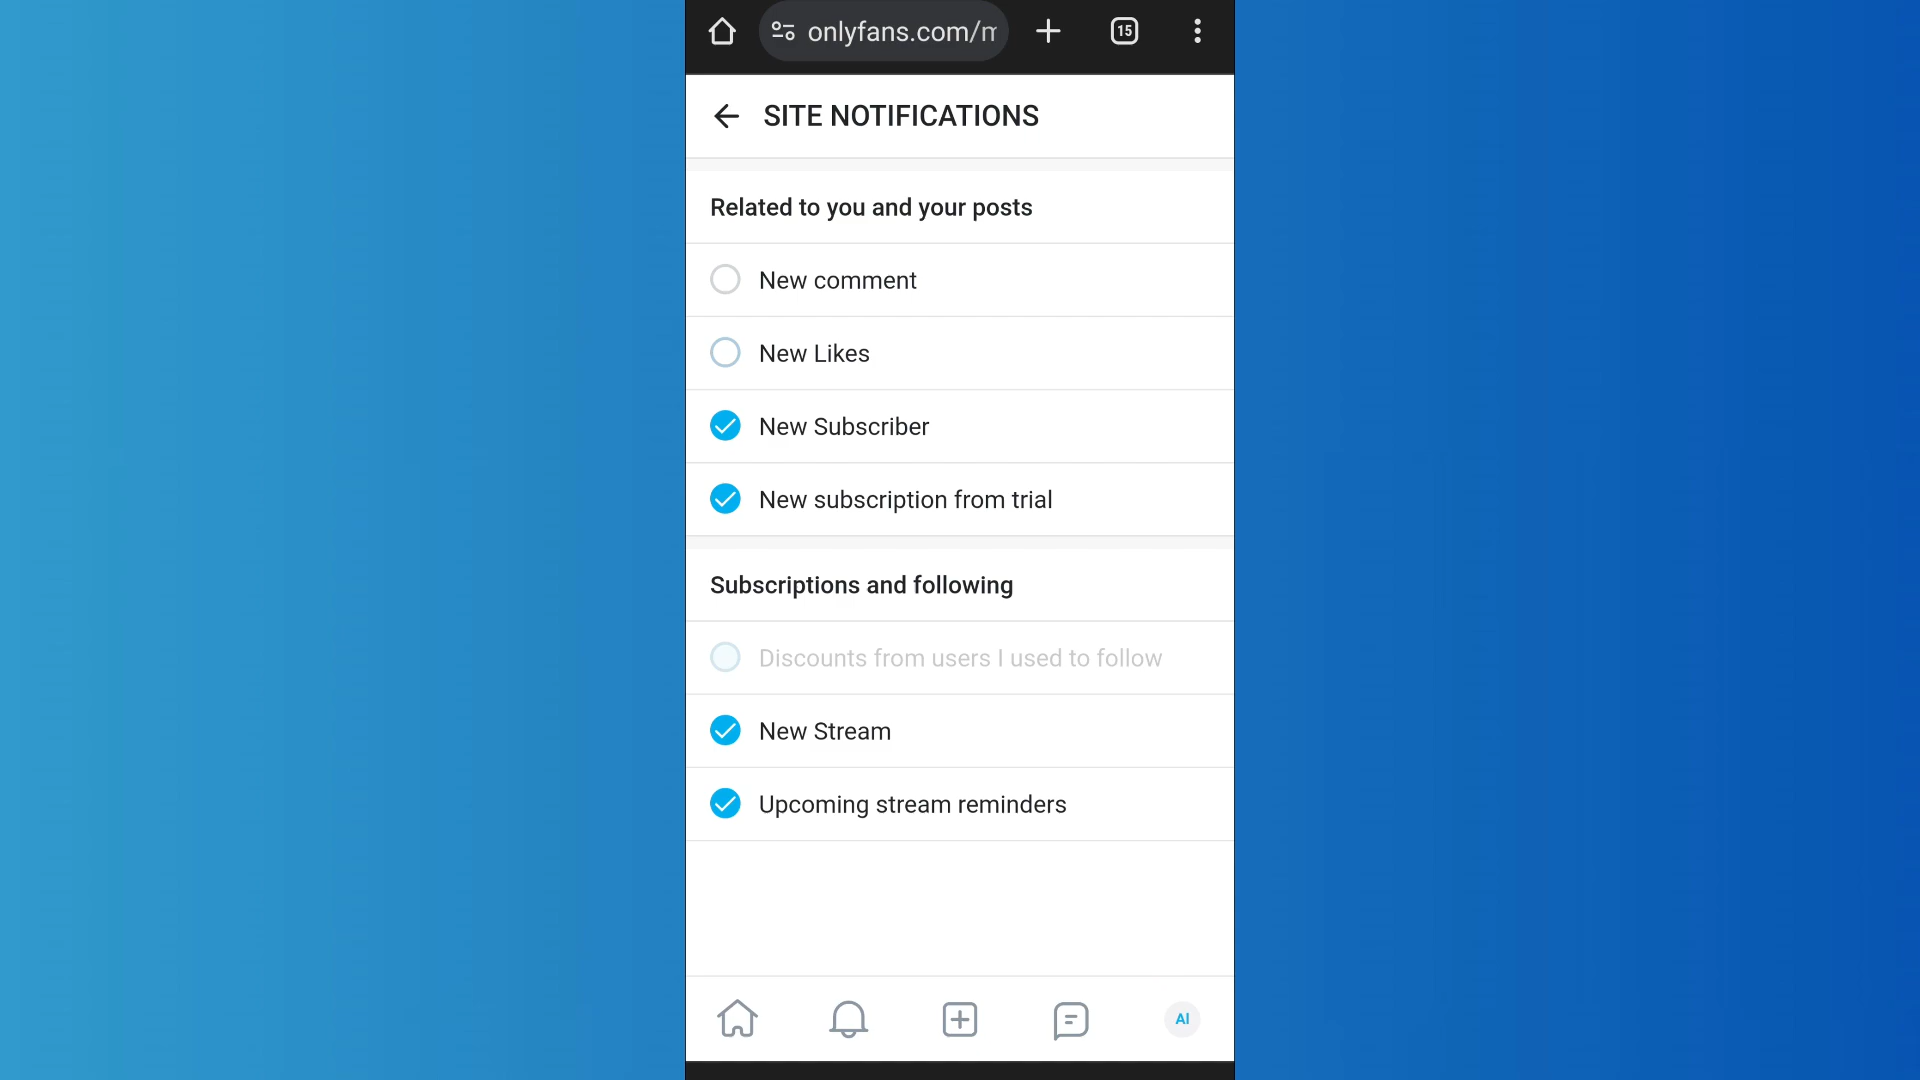 onlyfans.com/m
15
SITE NOTIFICATIONS
Related to you and your posts
New comment
New Likes
New Subscriber
New subscription from trial
Subscriptions and following
Discounts from users I used to follow
New Stream
Upcoming stream reminders
AI